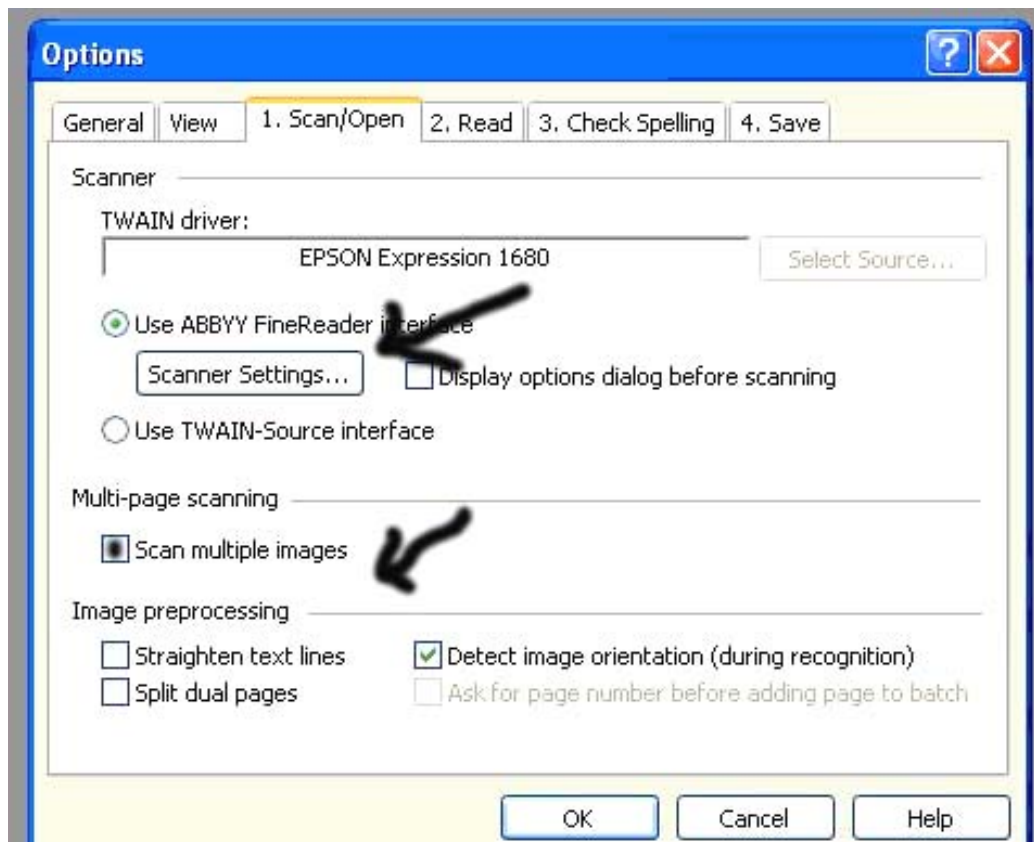 Options
General View 1. Scan/Open 2. Read 3. Check Spelling 4. Save
Scanner
TWAIN driver:
EPSON Expression 1680 Select Source...
Use ABBYY FineReader interface
Scanner Settings... Display options dialog before scanning
Use TWAIN-Source interface
Multi-page scanning
Scan multiple images
Image preprocessing
Straighten text lines Detect image orientation (during recognition)
Split dual pages Ask for page number before adding page to batch
OK Cancel Help